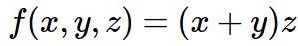 f(x, y, z) = (x + y)z